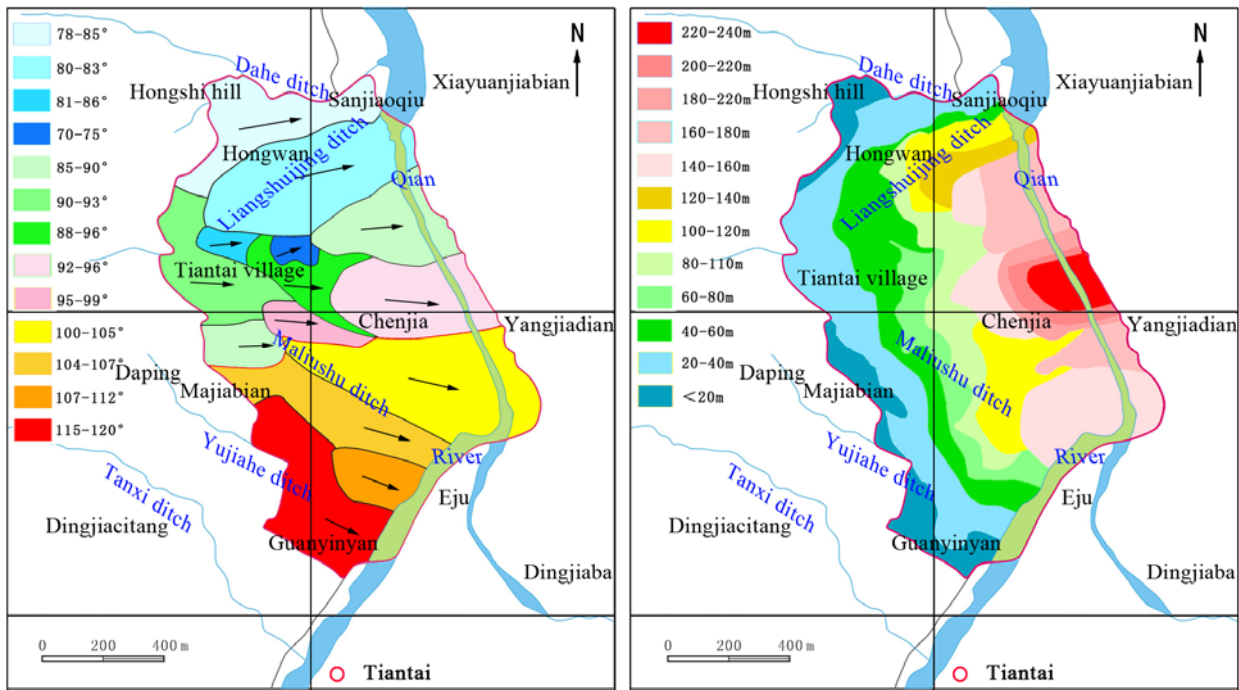 78-85°
80-83°
81-86°
70-75°
85-90°
90-93°
88-96°
92-96°
95-99°
100-105°
104-107°
107-112°
115-120°
N
Dahe ditch
Xiayuanjiabian
Hongshi hill
Sanjiaoqiu
Hongwan
Liangshuijing ditch
Qian
Tiantai village
Chenjia
Yangjiadian
Maliushu ditch
Daping
Majiabian
Yujiahe ditch
River
Tanxi ditch
Eju
Dingjiacitang
Guanyinyan
Dingjiaba
0 200 400 m
Tiantai
220-240m
200-220m
180-220m
160-180m
140-160m
120-140m
100-120m
80-110m
60-80m
40-60m
20-40m
<20m
N
Dahe ditch
Xiayuanjiabian
Hongshi hill
Sanjiaoqiu
Hongwan
Liangshuijing ditch
Qian
Tiantai village
Chenjia
Yangjiadian
Maliushu ditch
Daping
Majiabian
Yujiahe ditch
River
Tanxi ditch
Eju
Dingjiacitang
Guanyinyan
Dingjiaba
0 200 400m
Tiantai